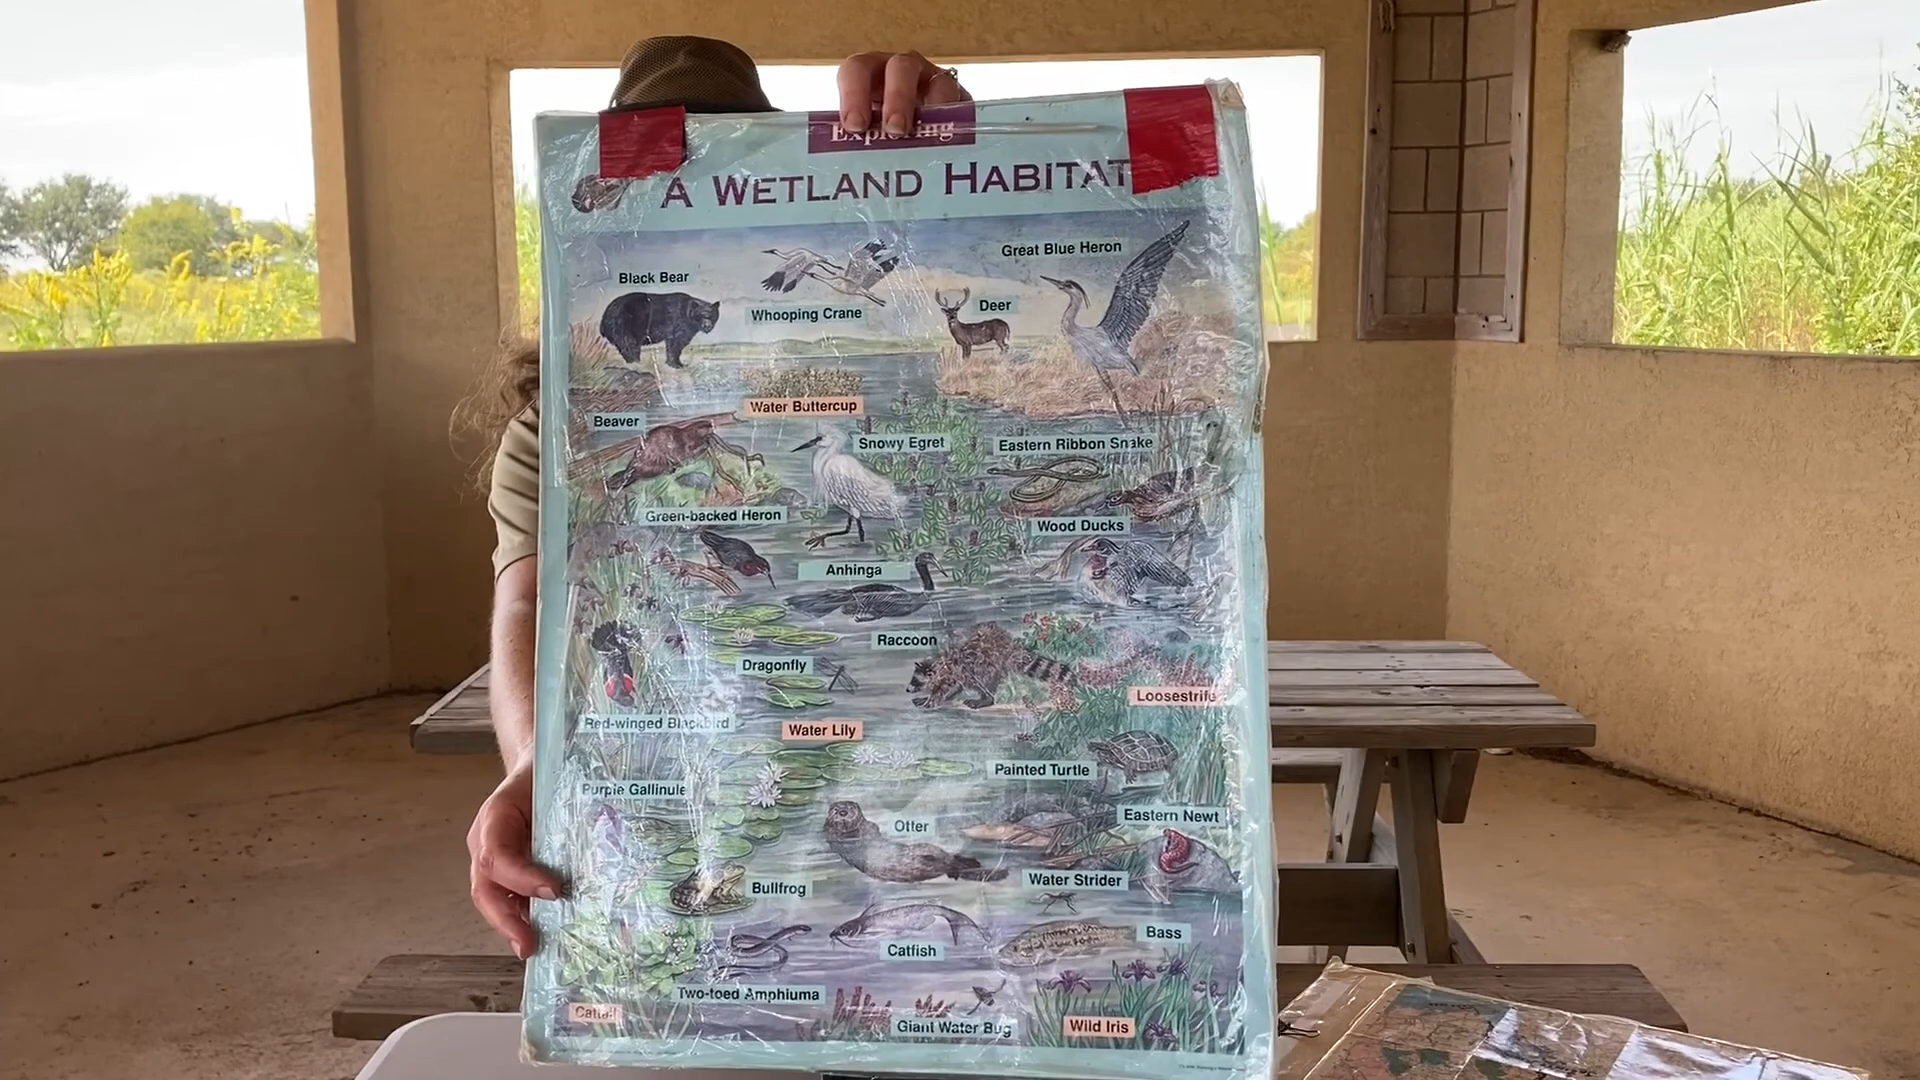 Exploring
A WETLAND HABITAT
Great Blue Heron
Black Bear
Whooping Crane
Deer
Water Buttercup
Beaver
Snowy Egret
Eastern Ribbon Snake
Green-backed Heron
Wood Ducks
Anhinga
Raccoon
Dragonfly
Loosestrife
Red-winged Blackbird
Water Lily
Painted Turtle
Purple Gallinule
Eastern Newt
Otter
Water Strider
Bullfrog
Bass
Catfish
Two-toed Amphiuma
Cattail
Giant Water Bug
Wild Iris